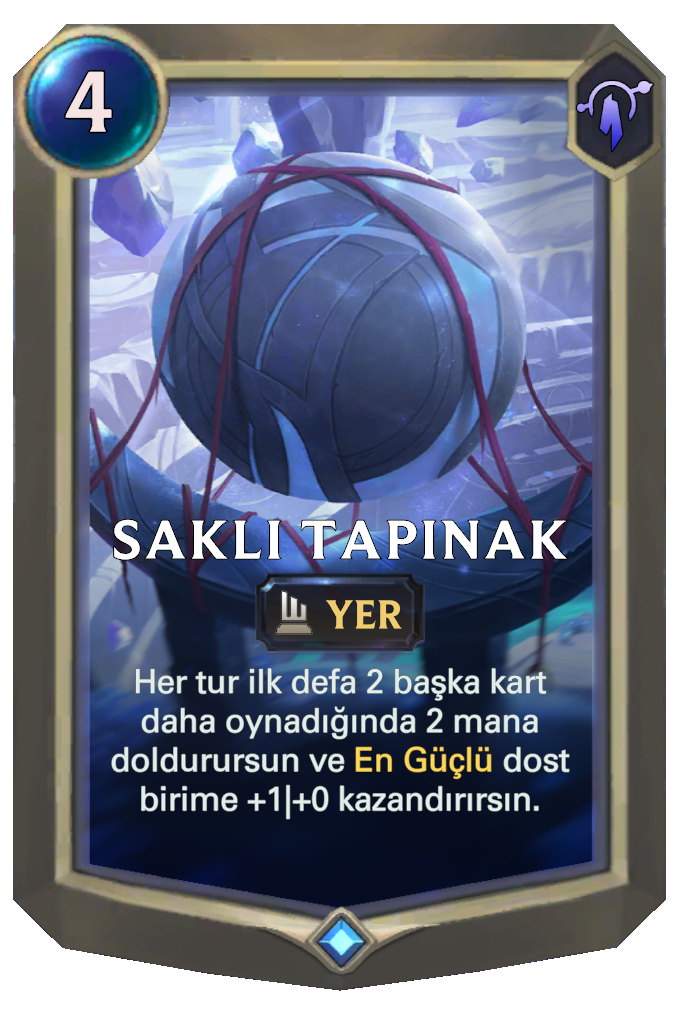 4
SAKLI TAPINAK
YER
Her tur ilk defa 2 başka kart
daha oynadığında 2 mana
doldurursun ve En Güçlü dost
birime +1|+0 kazandırırsın.